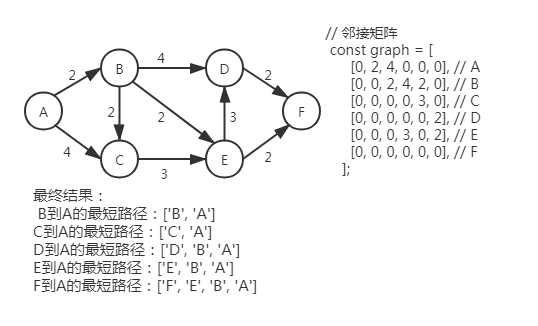 // 邻接矩阵
const graph = [
[0, 2, 4, 0, 0, 0], // A
[0, 0, 2, 4, 2, 0], // B
[0, 0, 0, 0, 3, 0], // C
[0, 0, 0, 0, 0, 2], // D
[0, 0, 0, 3, 0, 2], // E
[0, 0, 0, 0, 0, 0], // F
];
B
4
D
2
2
A
2
2
3
F
4
2
C
3
E
最终结果：
B到A的最短路径：['B', 'A']
C到A的最短路径：['C', 'A']
D到A的最短路径：['D', 'B', 'A']
E到A的最短路径：['E', 'B', 'A']
F到A的最短路径：['F', 'E', 'B', 'A']